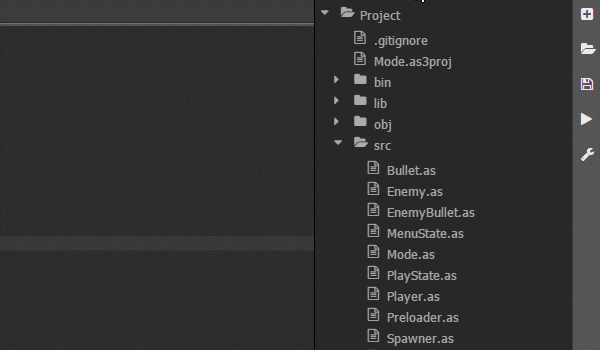 Project
.gitignore
Mode.as3proj
bin
lib
obj
src
Bullet.as
Enemy.as
EnemyBullet.as
MenuState.as
Mode.as
PlayState.as
Player.as
Preloader.as
Spawner.as